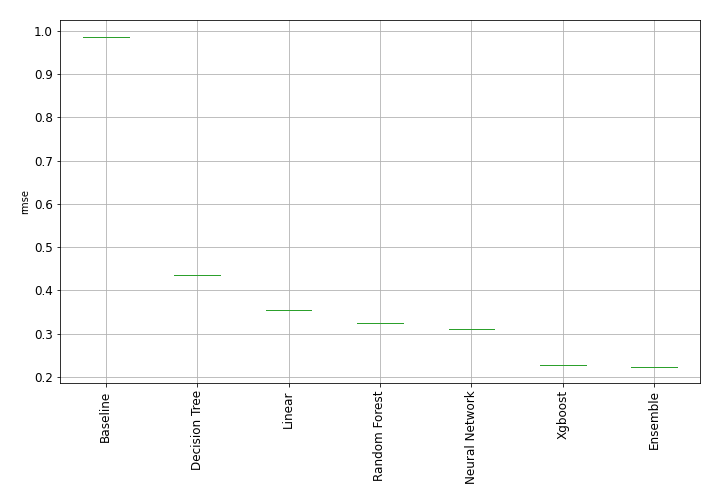 1.0
0.9
0.8
0.7
0.6
0.5
0.4
0.3
0.2
rmse
Baseline
Decision Tree
Linear
Random Forest
Neural Network
Xgboost
Ensemble